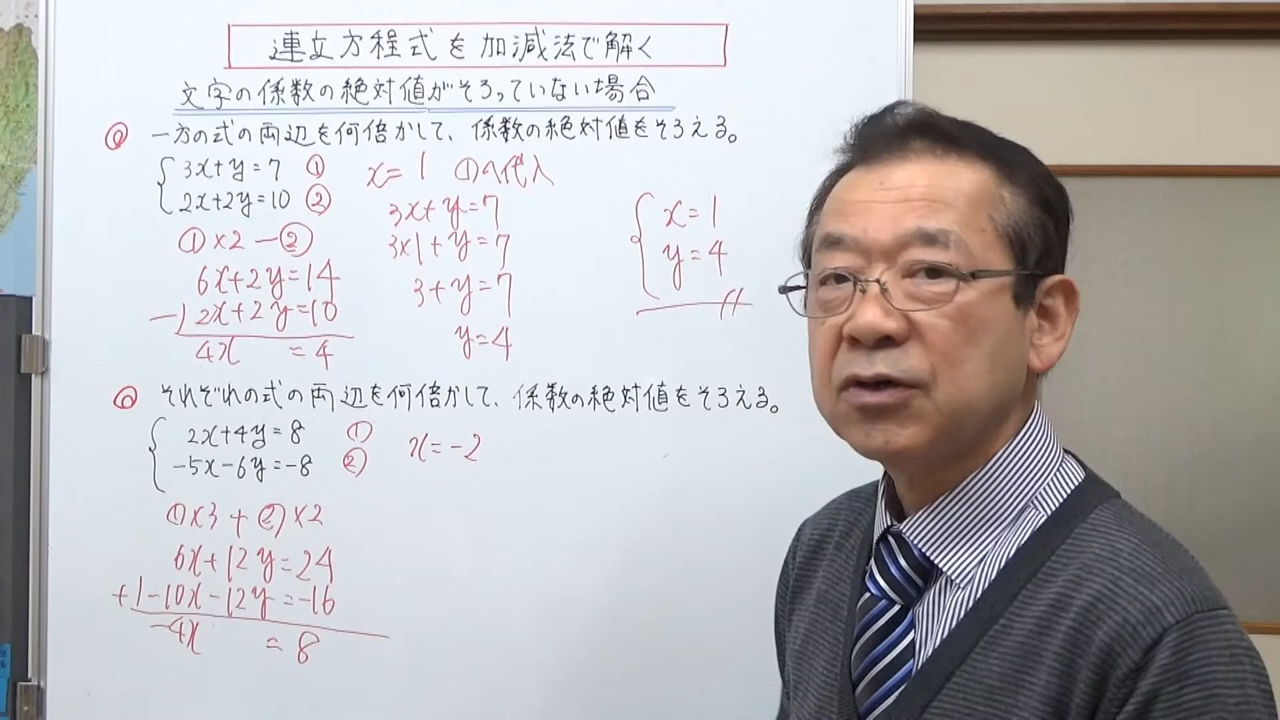 連立方程式を加減法で解く
文字の係数の絶対値がそろっていない場合
一方の式の両辺を何倍かして、係数の絶対値をそろえる。
3x+y=7 ①
2x+2y=10 ②
①×2-②
6x+2y=14
-) 2x+2y=10
4x =4
x=1 ①へ代入
3x+y=7
3×1+y=7
3+y=7
y=4
x=1
y=4
それぞれの式の両辺を何倍かして、係数の絶対値をそろえる。
2x+4y=8 ①
-5x-6y=-8 ②
①×3+②×2
6x+12y=24
+) -10x-12y=-16
-4x =8
x=-2